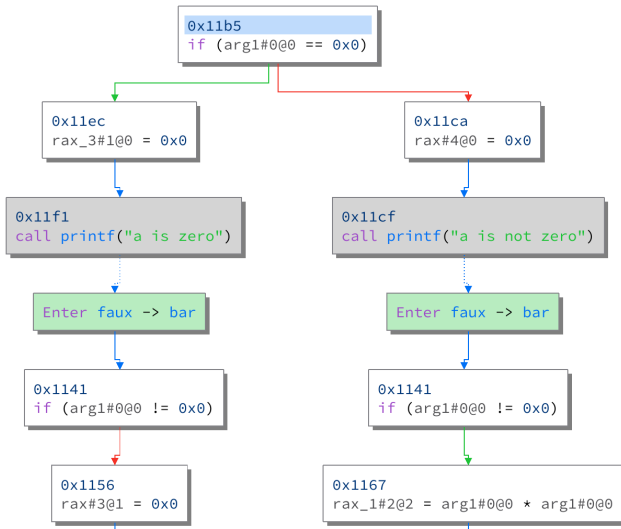 0x11b5
if (arg1#0@0 == 0x0)
0x11ec
rax_3#1@0 = 0x0
0x11ca
rax#4@0 = 0x0
0x11f1
call printf("a is zero")
0x11cf
call printf("a is not zero")
Enter faux -> bar
Enter faux -> bar
0x1141
if (arg1#0@0 != 0x0)
0x1141
if (arg1#0@0 != 0x0)
0x1156
rax#3@1 = 0x0
0x1167
rax_1#2@2 = arg1#0@0 * arg1#0@0